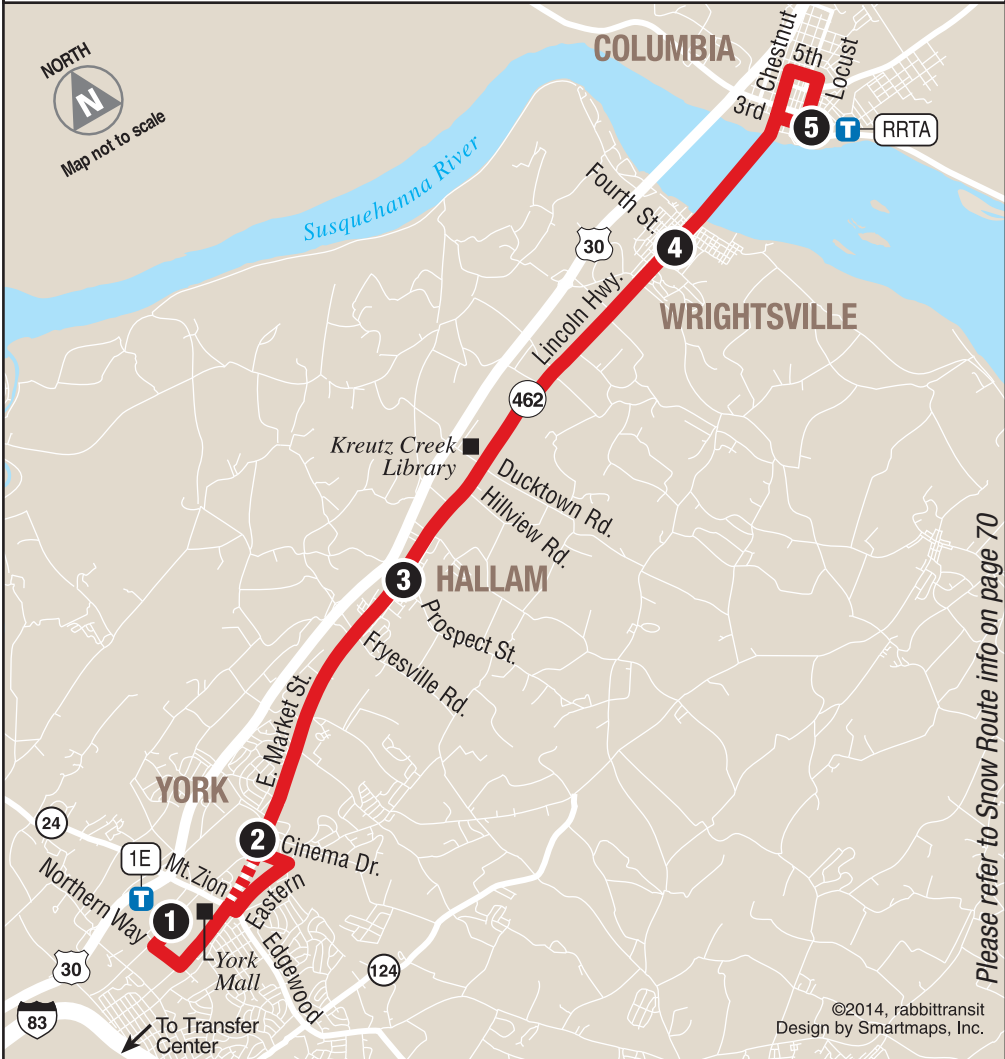 NORTH
N
Map not to scale
COLUMBIA
Chestnut
5th
Locust
3rd
5
T
RRTA
Susquehanna River
Fourth St.
30
4
WRIGHTSVILLE
Lincoln Hwy.
462
Kreutz Creek
Library
Ducktown Rd.
Hillview Rd.
3
HALLAM
Prospect St.
Fryesville Rd.
E. Market St.
YORK
24
2
Cinema Dr.
1E
Mt. Zion
T
Eastern
Northern Way
1
York
Mall
Edgewood
30
124
83
To Transfer
Center
Please refer to Snow Route info on page 70
©2014, rabbittransit
Design by Smartmaps, Inc.